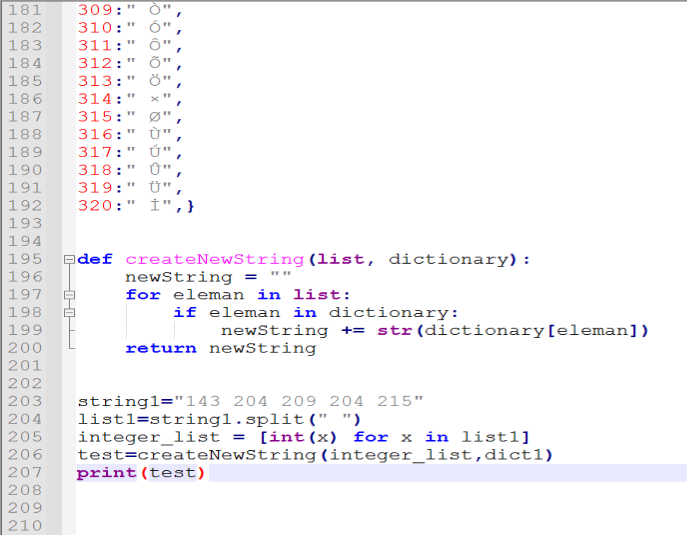 181 309:" Ò",
182 310:" Ó",
183 311:" Ô",
184 312:" Õ",
185 313:" Ö",
186 314:" ×",
187 315:" Ø",
188 316:" Ù",
189 317:" Ú",
190 318:" Û",
191 319:" Ü",
192 320:" İ",}
193
194
195 def createNewString(list, dictionary):
196 newString = ""
197 for eleman in list:
198 if eleman in dictionary:
199 newString += str(dictionary[eleman])
200 return newString
201
202
203 string1="143 204 209 204 215"
204 list1=string1.split(" ")
205 integer_list = [int(x) for x in list1]
206 test=createNewString(integer_list,dict1)
207 print(test)
208
209
210